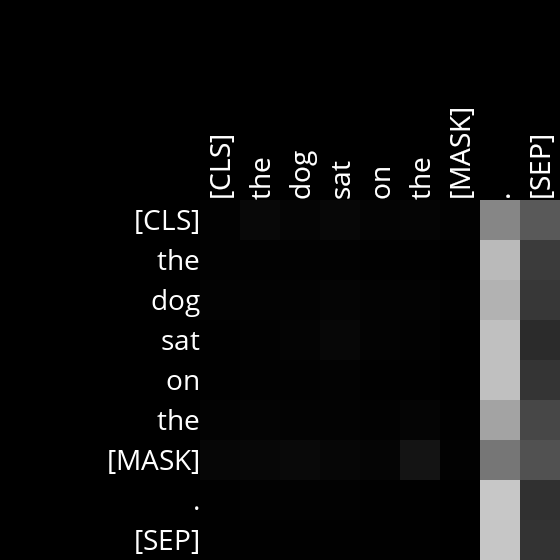 [CLS] the dog sat on the [MASK] . [SEP]
[CLS]
the
dog
sat
on
the
[MASK]
.
[SEP]